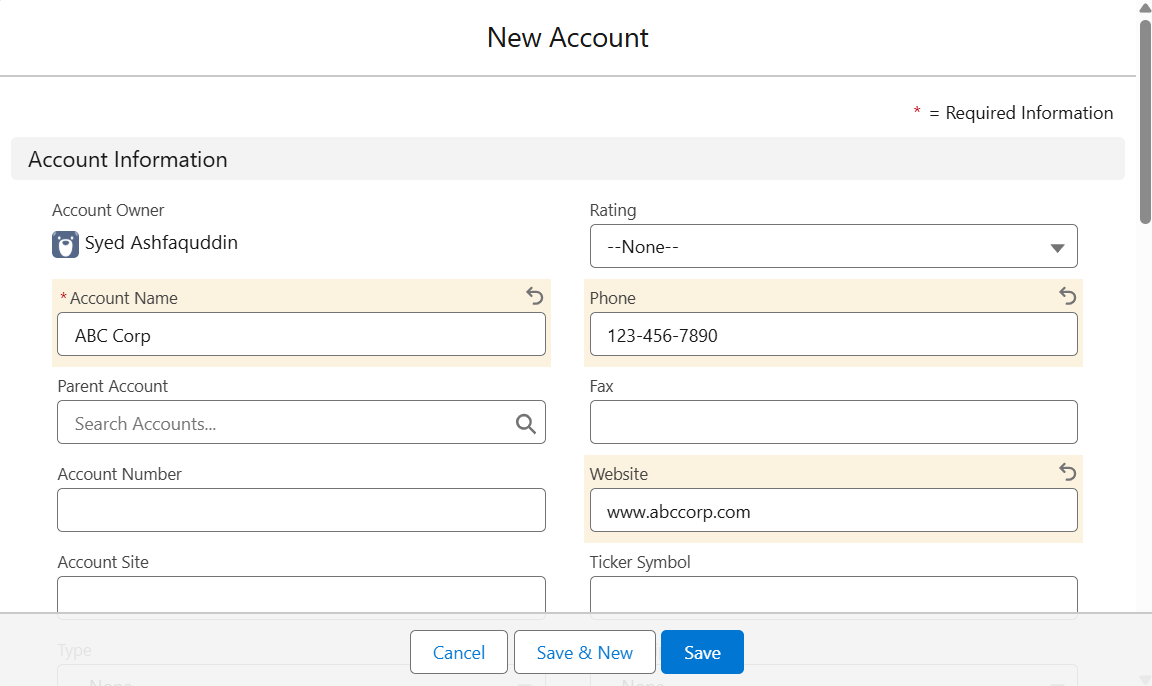 New Account
* = Required Information
Account Information
Account Owner
Syed Ashfaquddin
Rating
--None--
* Account Name
ABC Corp
Phone
123-456-7890
Parent Account
Search Accounts...
Fax
Account Number
Website
www.abccorp.com
Account Site
Ticker Symbol
Type
Cancel
Save & New
Save